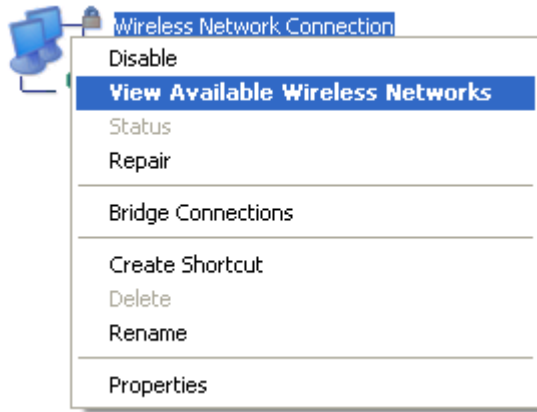 Wireless Network Connection
Disable
View Available Wireless Networks
Status
Repair
Bridge Connections
Create Shortcut
Delete
Rename
Properties